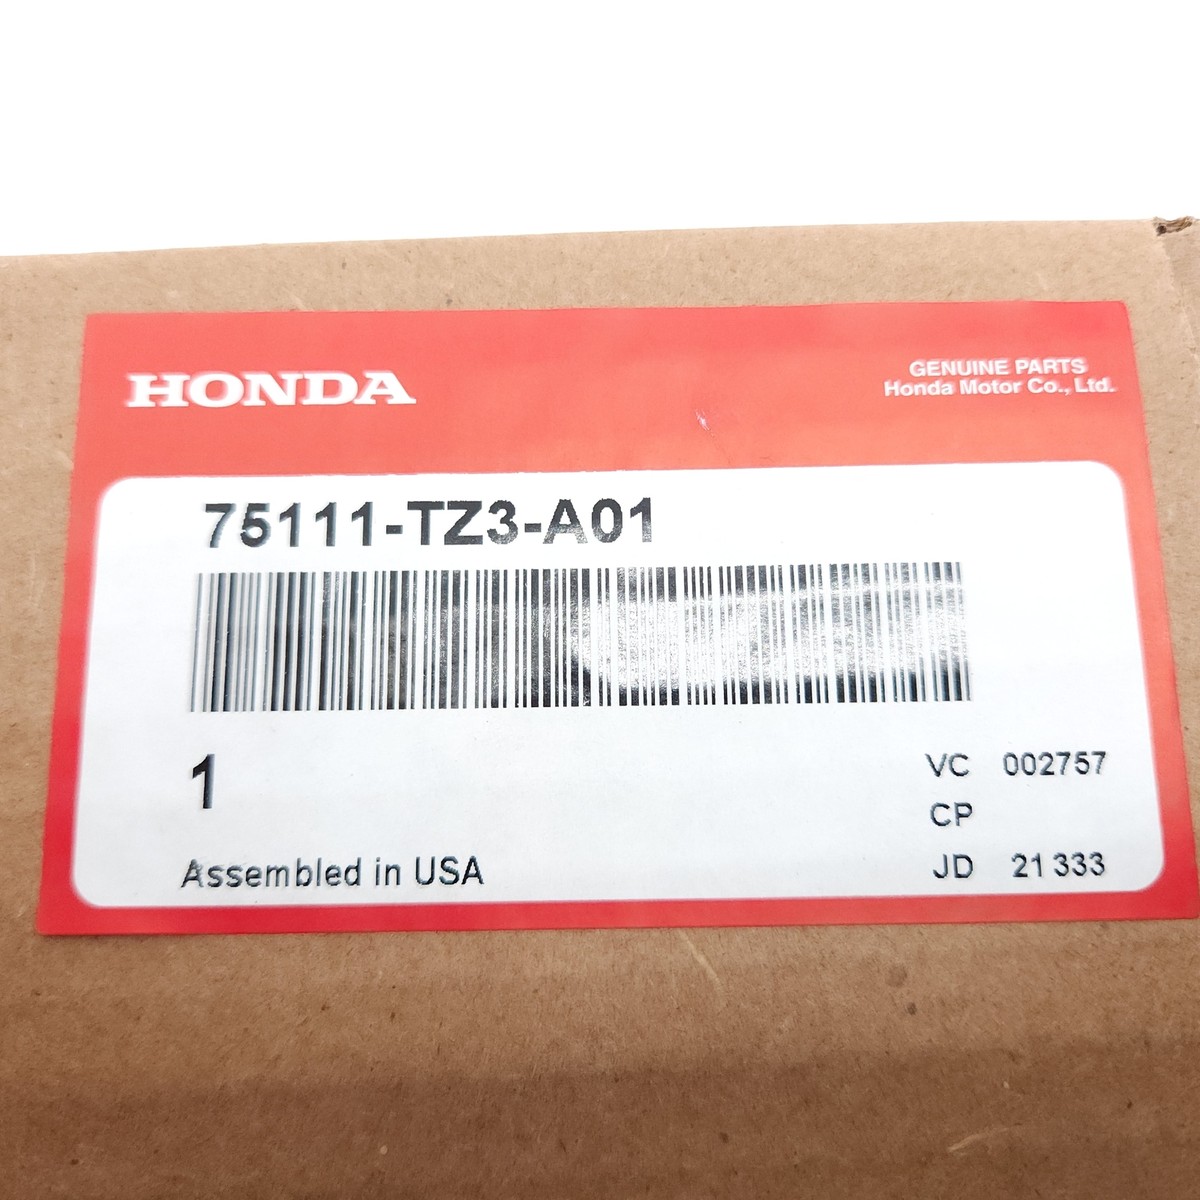 HONDA
GENUINE PARTS
Honda Motor Co., Ltd.
75111-TZ3-A01
1
VC 002757
CP
Assembled in USA
JD 21 333